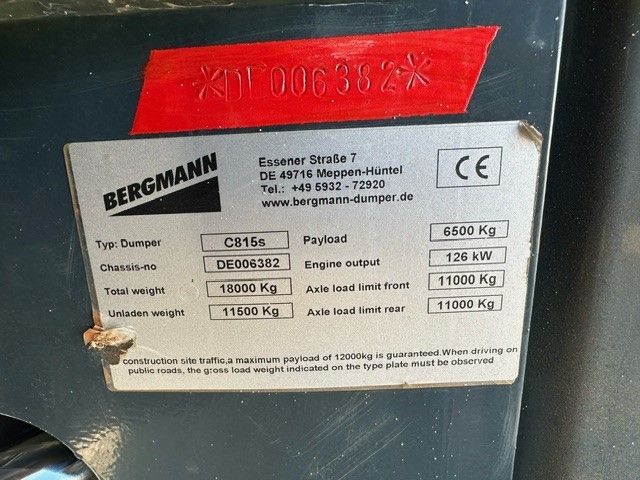 *DE006382*
BERGMANN
Essener Straße 7
DE 49716 Meppen-Hüntel
Tel.: +49 5932 - 72920
www.bergmann-dumper.de
CE
Typ: Dumper C815s
Chassis-no DE006382
Total weight 18000 Kg
Unladen weight 11500 Kg
Payload 6500 Kg
Engine output 126 kW
Axle load limit front 11000 Kg
Axle load limit rear 11000 Kg
construction site traffic,a maximum payload of 12000kg is guaranteed.When driving on
public roads, the gross load weight indicated on the type plate must be observed